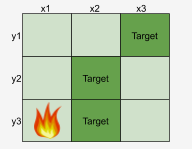 x1 x2 x3
y1 Target
y2 Target
y3 Target